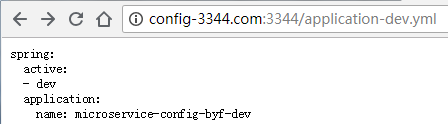 config-3344.com:3344/application-dev.yml
spring:
  active:
  - dev
  application:
    name: microservice-config-byf-dev